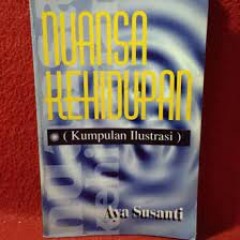 NUANSA
KEHIDUPAN
( Kumpulan Ilustrasi )
Aya Susanti